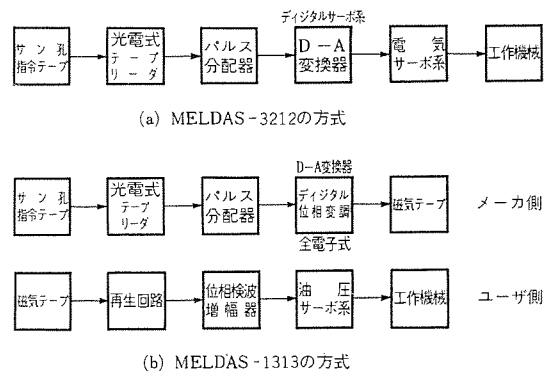 ディジタルサーボ系
サン孔
指令テープ
光電式
テープ
リーダ
パルス
分配器
D-A
変換器
電気
サーボ系
工作機械
(a) MELDAS-3212の方式
D-A変換器
サン孔
指令テープ
光電式
テープ
リーダ
パルス
分配器
ディジタル
位相変調
磁気テープ
メーカ側
全電子式
磁気テープ
再生回路
位相検波
増幅器
油圧
サーボ系
工作機械
ユーザ側
(b) MELDAS-1313の方式